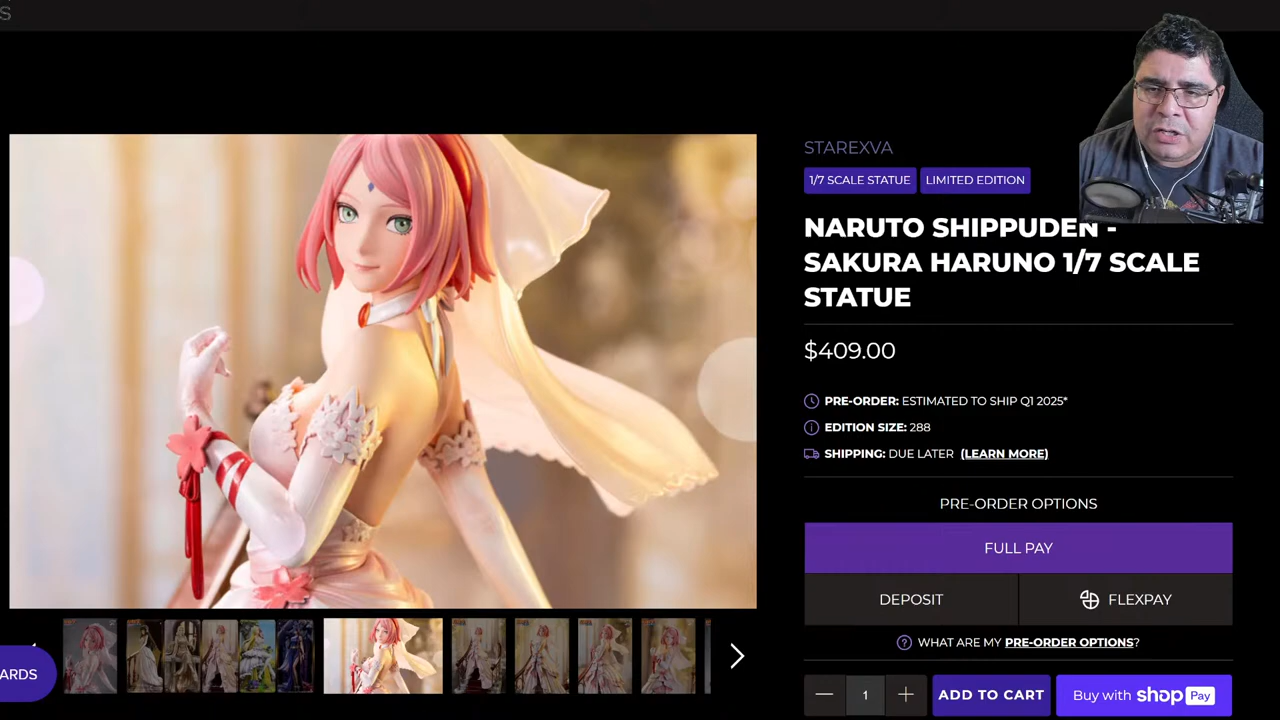 S
STAREXVA
1/7 SCALE STATUE
LIMITED EDITION
NARUTO SHIPPUDEN -
SAKURA HARUNO 1/7 SCALE
STATUE
$409.00
PRE-ORDER: ESTIMATED TO SHIP Q1 2025*
EDITION SIZE: 288
SHIPPING: DUE LATER (LEARN MORE)
PRE-ORDER OPTIONS
FULL PAY
DEPOSIT
FLEXPAY
? WHAT ARE MY PRE-ORDER OPTIONS?
ARDS
— 1 +
ADD TO CART
Buy with shop Pay